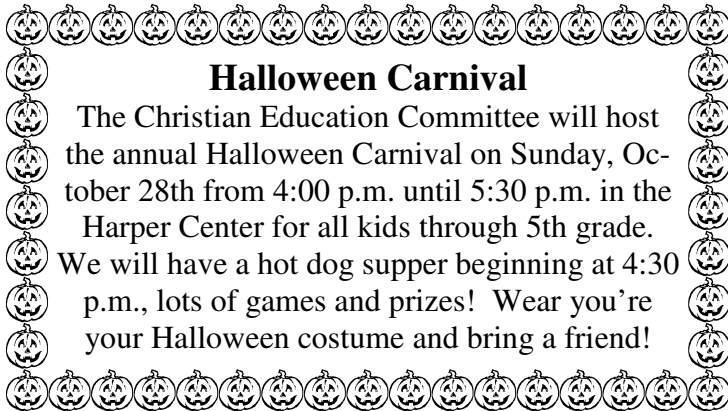 Halloween Carnival
The Christian Education Committee will host
the annual Halloween Carnival on Sunday, Oc-
tober 28th from 4:00 p.m. until 5:30 p.m. in the
Harper Center for all kids through 5th grade.
We will have a hot dog supper beginning at 4:30
p.m., lots of games and prizes!  Wear you’re
your Halloween costume and bring a friend!